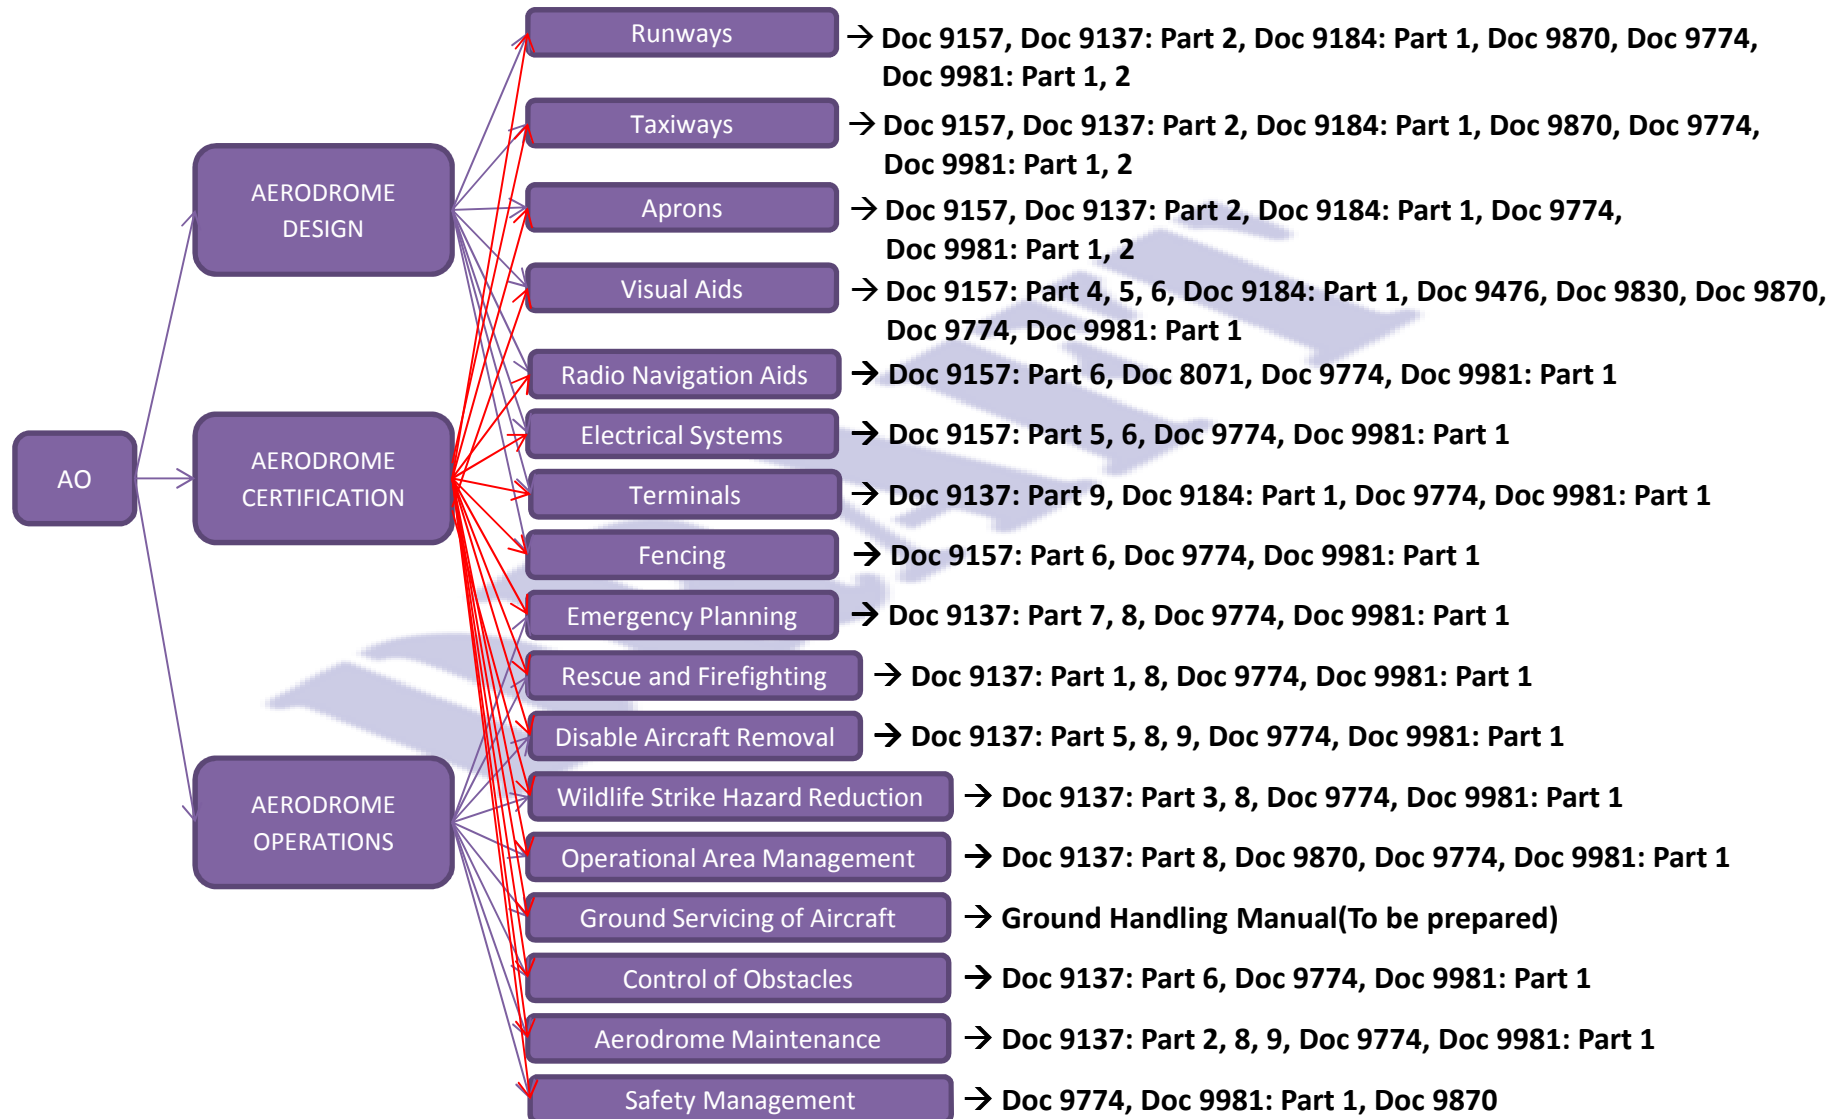 Runways
→ Doc 9157, Doc 9137: Part 2, Doc 9184: Part 1, Doc 9870, Doc 9774,
Doc 9981: Part 1, 2
Taxiways
→ Doc 9157, Doc 9137: Part 2, Doc 9184: Part 1, Doc 9870, Doc 9774,
Doc 9981: Part 1, 2
AERODROME
DESIGN
Aprons
→ Doc 9157, Doc 9137: Part 2, Doc 9184: Part 1, Doc 9774,
Doc 9981: Part 1, 2
Visual Aids
→ Doc 9157: Part 4, 5, 6, Doc 9184: Part 1, Doc 9476, Doc 9830, Doc 9870,
Doc 9774, Doc 9981: Part 1
Radio Navigation Aids
→ Doc 9157: Part 6, Doc 8071, Doc 9774, Doc 9981: Part 1
Electrical Systems
→ Doc 9157: Part 5, 6, Doc 9774, Doc 9981: Part 1
AO
AERODROME
CERTIFICATION
Terminals
→ Doc 9137: Part 9, Doc 9184: Part 1, Doc 9774, Doc 9981: Part 1
Fencing
→ Doc 9157: Part 6, Doc 9774, Doc 9981: Part 1
Emergency Planning
→ Doc 9137: Part 7, 8, Doc 9774, Doc 9981: Part 1
Rescue and Firefighting
→ Doc 9137: Part 1, 8, Doc 9774, Doc 9981: Part 1
Disable Aircraft Removal
→ Doc 9137: Part 5, 8, 9, Doc 9774, Doc 9981: Part 1
AERODROME
OPERATIONS
Wildlife Strike Hazard Reduction
→ Doc 9137: Part 3, 8, Doc 9774, Doc 9981: Part 1
Operational Area Management
→ Doc 9137: Part 8, Doc 9870, Doc 9774, Doc 9981: Part 1
Ground Servicing of Aircraft
→ Ground Handling Manual(To be prepared)
Control of Obstacles
→ Doc 9137: Part 6, Doc 9774, Doc 9981: Part 1
Aerodrome Maintenance
→ Doc 9137: Part 2, 8, 9, Doc 9774, Doc 9981: Part 1
Safety Management
→ Doc 9774, Doc 9981: Part 1, Doc 9870